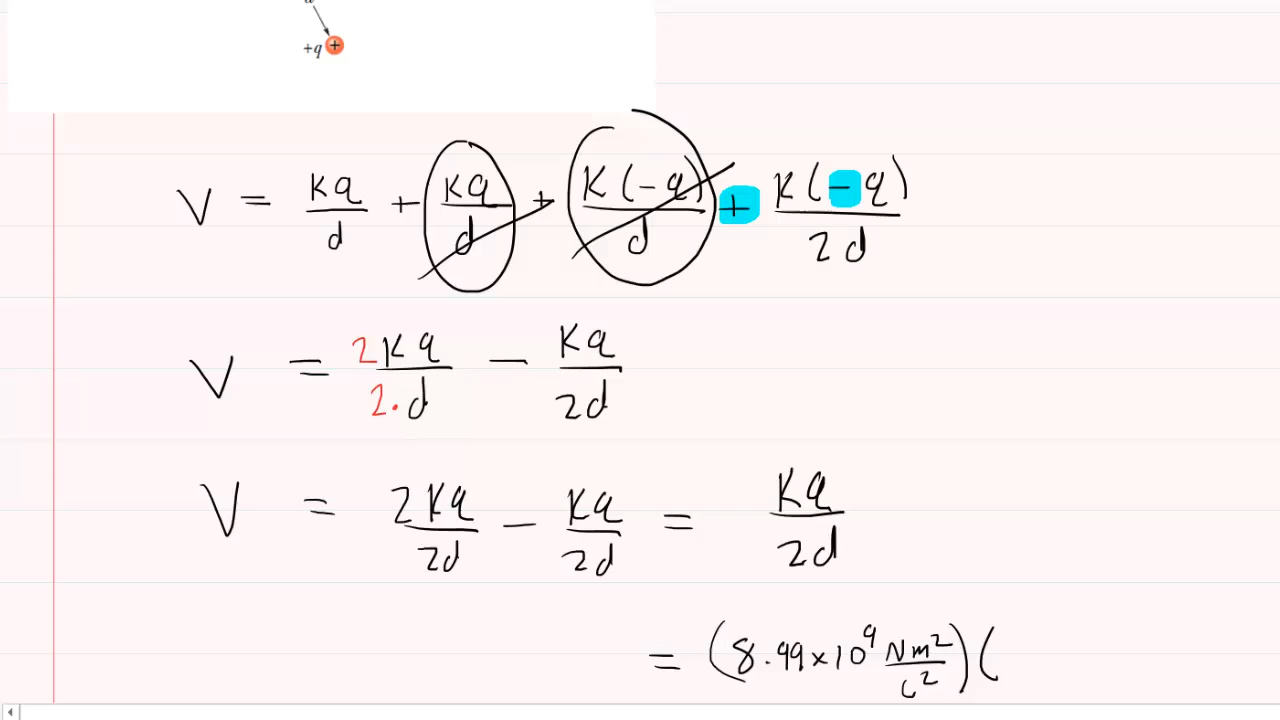 +q +
V = kq/d + kq/d + k(-q)/d + k(-q)/2d
V = 2kq/2·d - kq/2d
V = 2kq/2d - kq/2d = kq/2d
= (8.99×10⁹ Nm²/C²)(